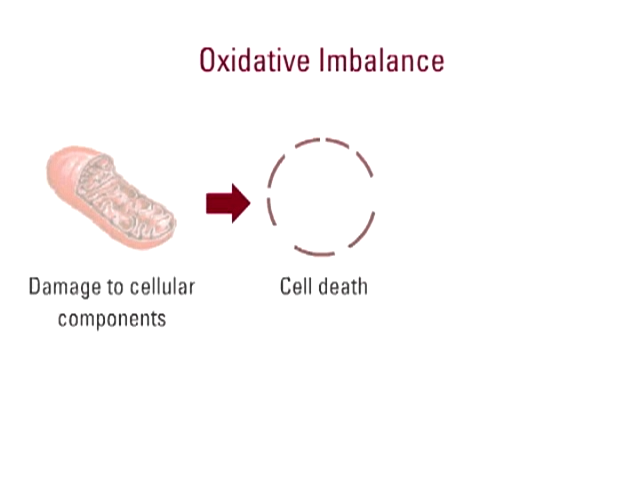 Oxidative Imbalance
Damage to cellular
components
Cell death